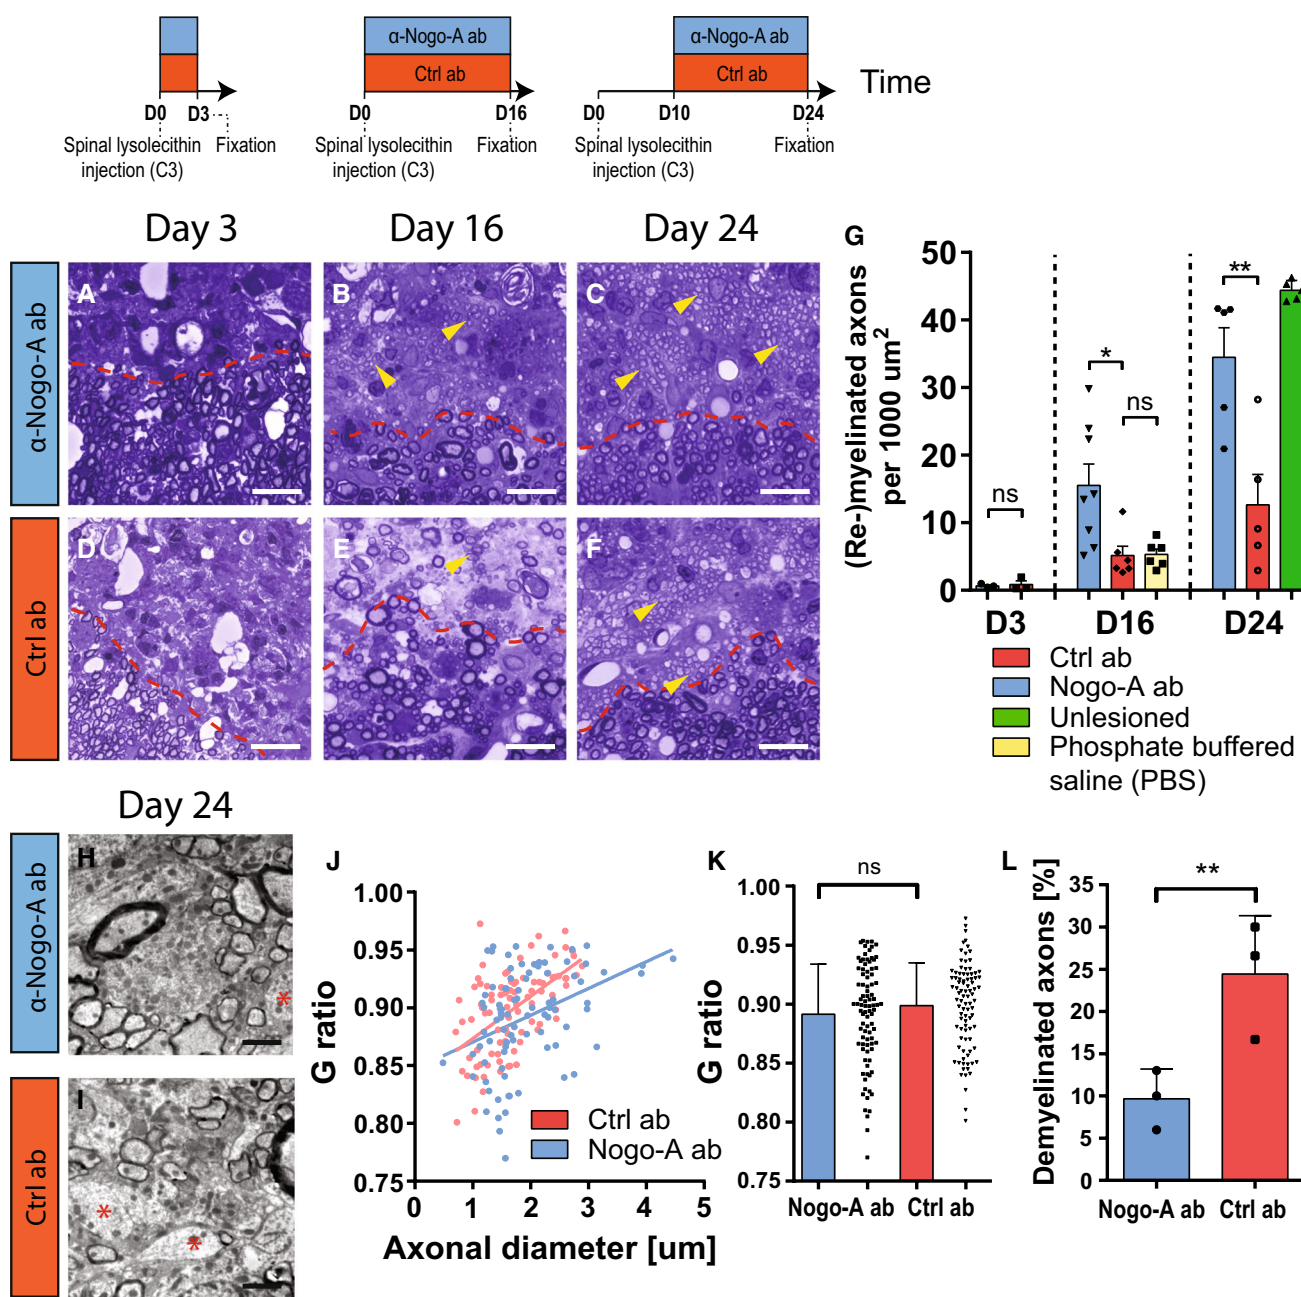 α-Nogo-A ab
α-Nogo-A ab
Ctrl ab
Ctrl ab
Time
D0
D3
D0
D16
D0
D10
D24
Spinal lysolecithin
injection (C3)
Fixation
Spinal lysolecithin
injection (C3)
Fixation
Spinal lysolecithin
injection (C3)
Fixation
Day 3
Day 16
Day 24
α-Nogo-A ab
A
B
C
Ctrl ab
D
E
F
G
(Re-)myelinated axons
per 1000 um²
50
40
30
20
10
0
ns
*
ns
**
D3
D16
D24
Ctrl ab
Nogo-A ab
Unlesioned
Phosphate buffered
saline (PBS)
Day 24
α-Nogo-A ab
H
*
Ctrl ab
I
*
*
J
G ratio
1.00
0.95
0.90
0.85
0.80
0.75
0
1
2
3
4
5
Ctrl ab
Nogo-A ab
Axonal diameter [um]
K
G ratio
1.00
0.95
0.90
0.85
0.80
0.75
ns
Nogo-A ab
Ctrl ab
L
Demyelinated axons [%]
35
30
25
20
15
10
5
0
**
Nogo-A ab
Ctrl ab